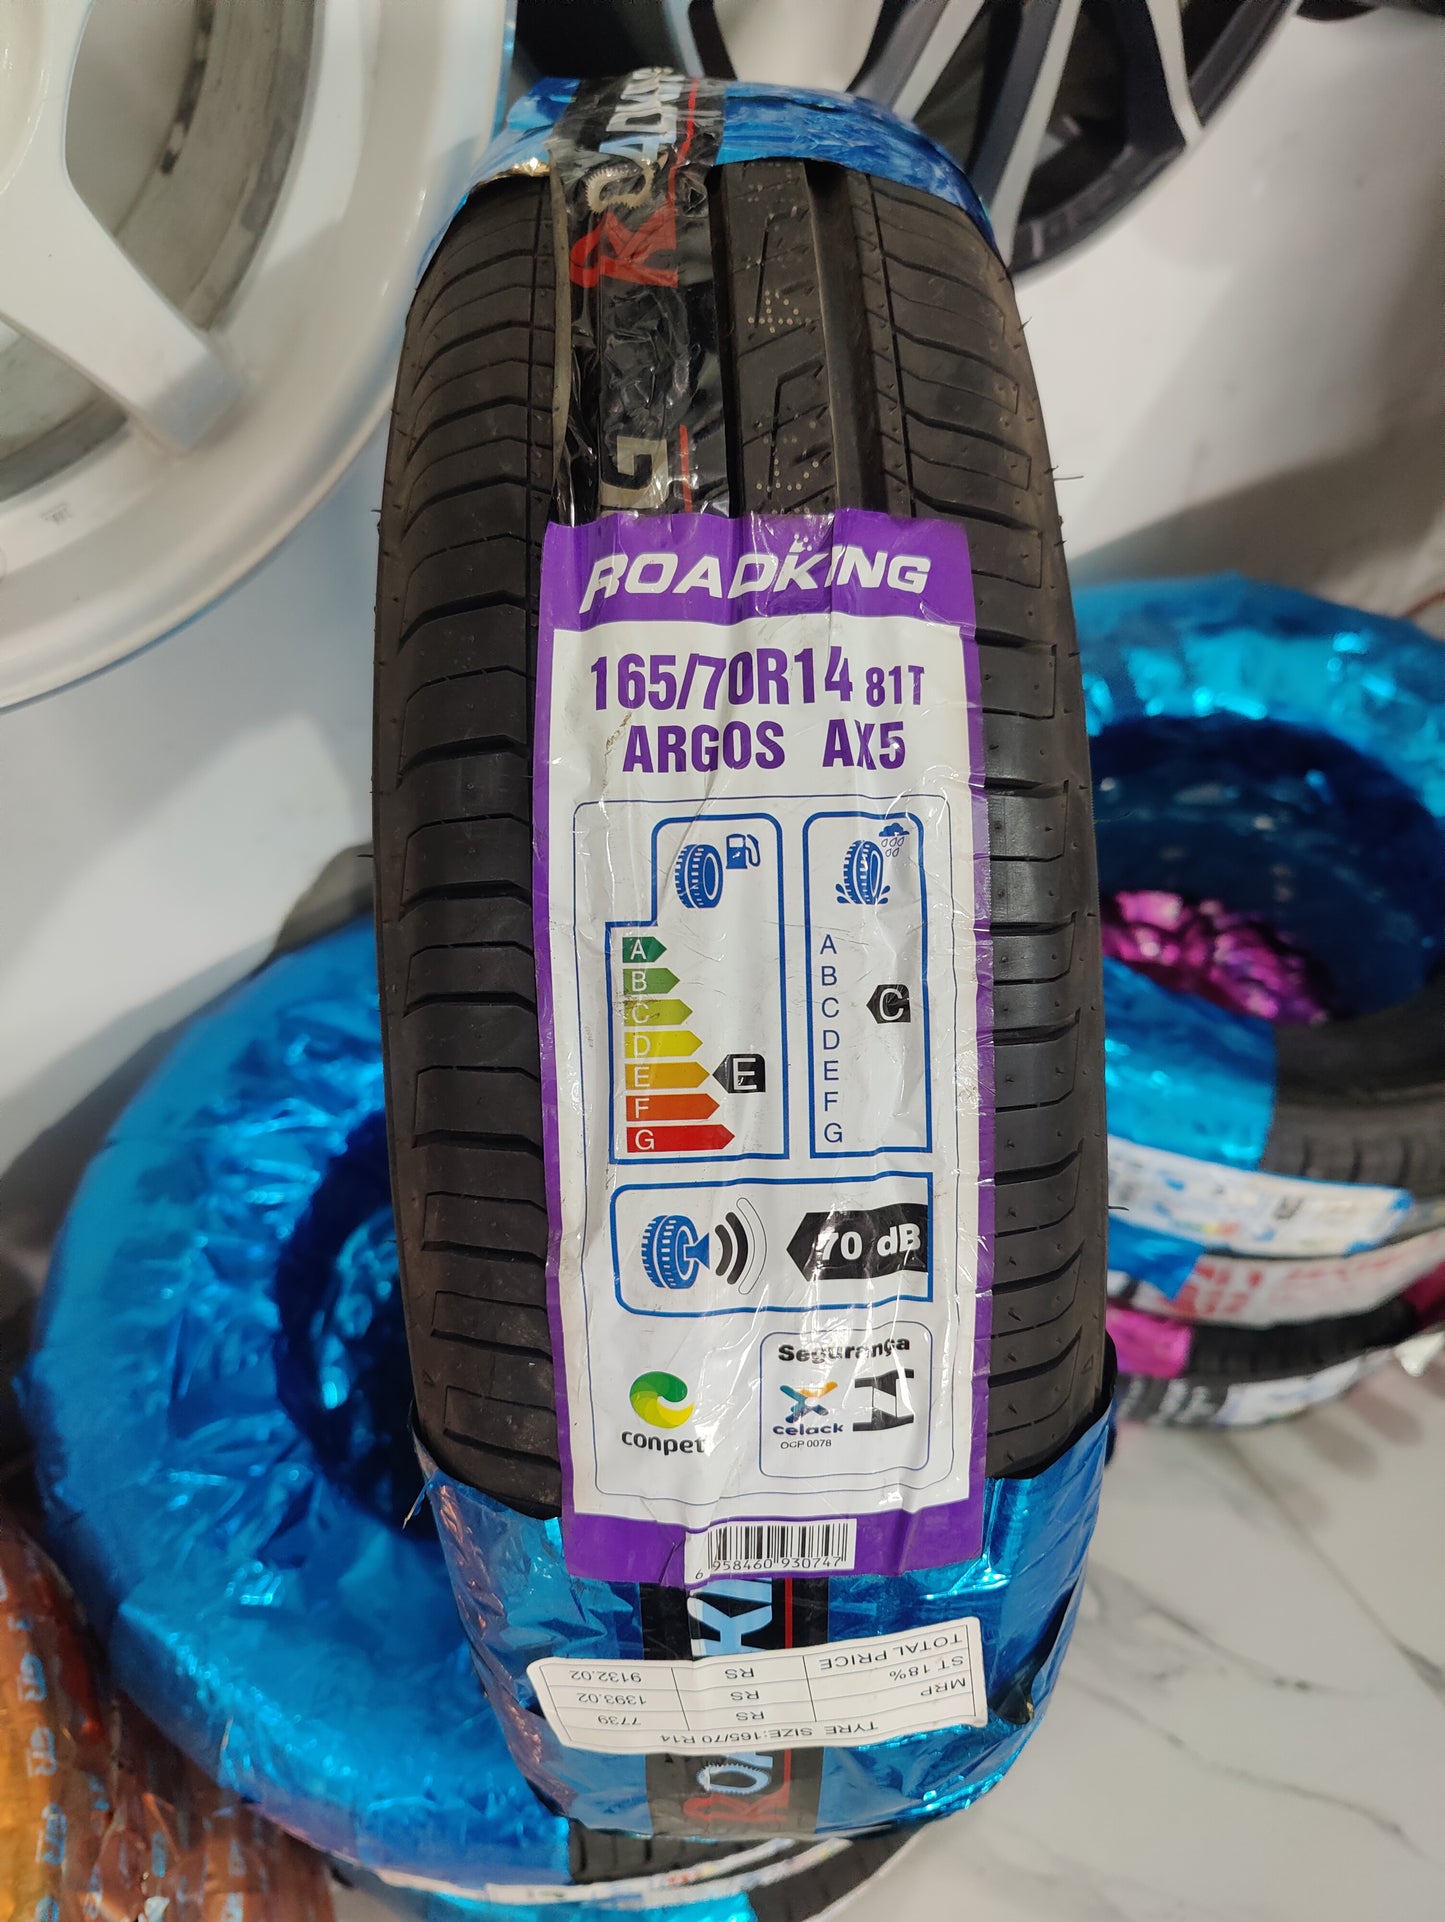 ROADKING
G
ROADKING
165/70R14 81T
ARGOS AX5
A
B
C
D
E
F
G
E
A
B
C
D
E
F
G
C
70 dB
conpet
Segurança
celack
OCP 0078
6 958460 930747
TYRE SIZE:165/70 R14
MRP RS 7739
ST 18% RS 1393.02
TOTAL PRICE RS 9132.02